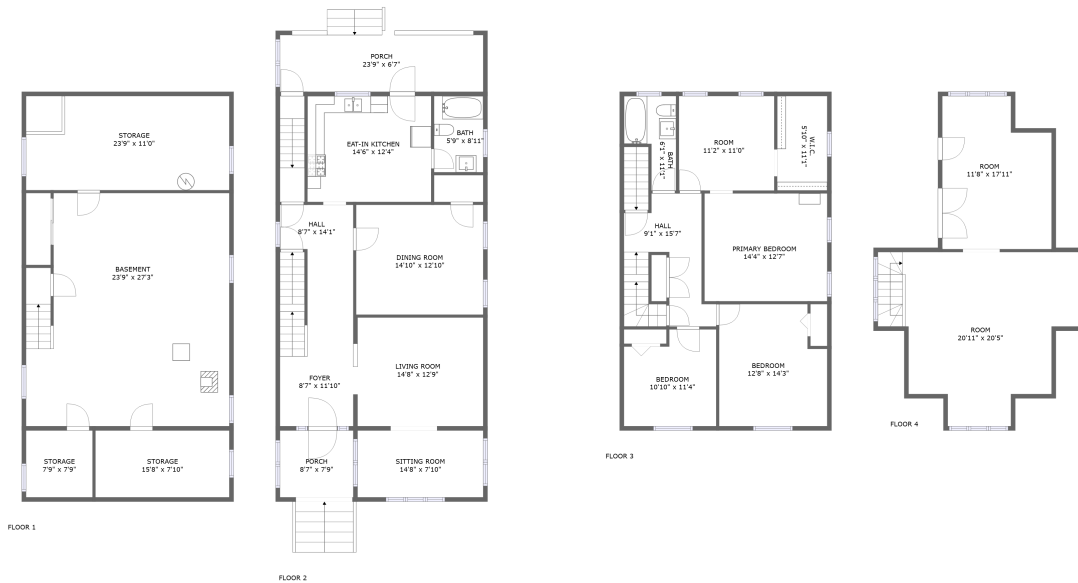 STORAGE
23'9" x 11'0"
BASEMENT
23'9" x 27'3"
STORAGE
7'9" x 7'9"
STORAGE
15'8" x 7'10"
FLOOR 1
PORCH
23'9" x 6'7"
EAT-IN KITCHEN
14'6" x 12'4"
BATH
5'9" x 8'11"
HALL
8'7" x 14'1"
DINING ROOM
14'10" x 12'10"
LIVING ROOM
14'8" x 12'9"
FOYER
8'7" x 11'10"
PORCH
8'7" x 7'9"
SITTING ROOM
14'8" x 7'10"
FLOOR 2
BATH
6'1" x 11'1"
ROOM
11'2" x 11'0"
W.I.C.
5'10" x 11'1"
HALL
9'1" x 15'7"
PRIMARY BEDROOM
14'4" x 12'7"
BEDROOM
10'10" x 11'4"
BEDROOM
12'8" x 14'3"
FLOOR 3
ROOM
11'8" x 17'11"
ROOM
20'11" x 20'5"
FLOOR 4